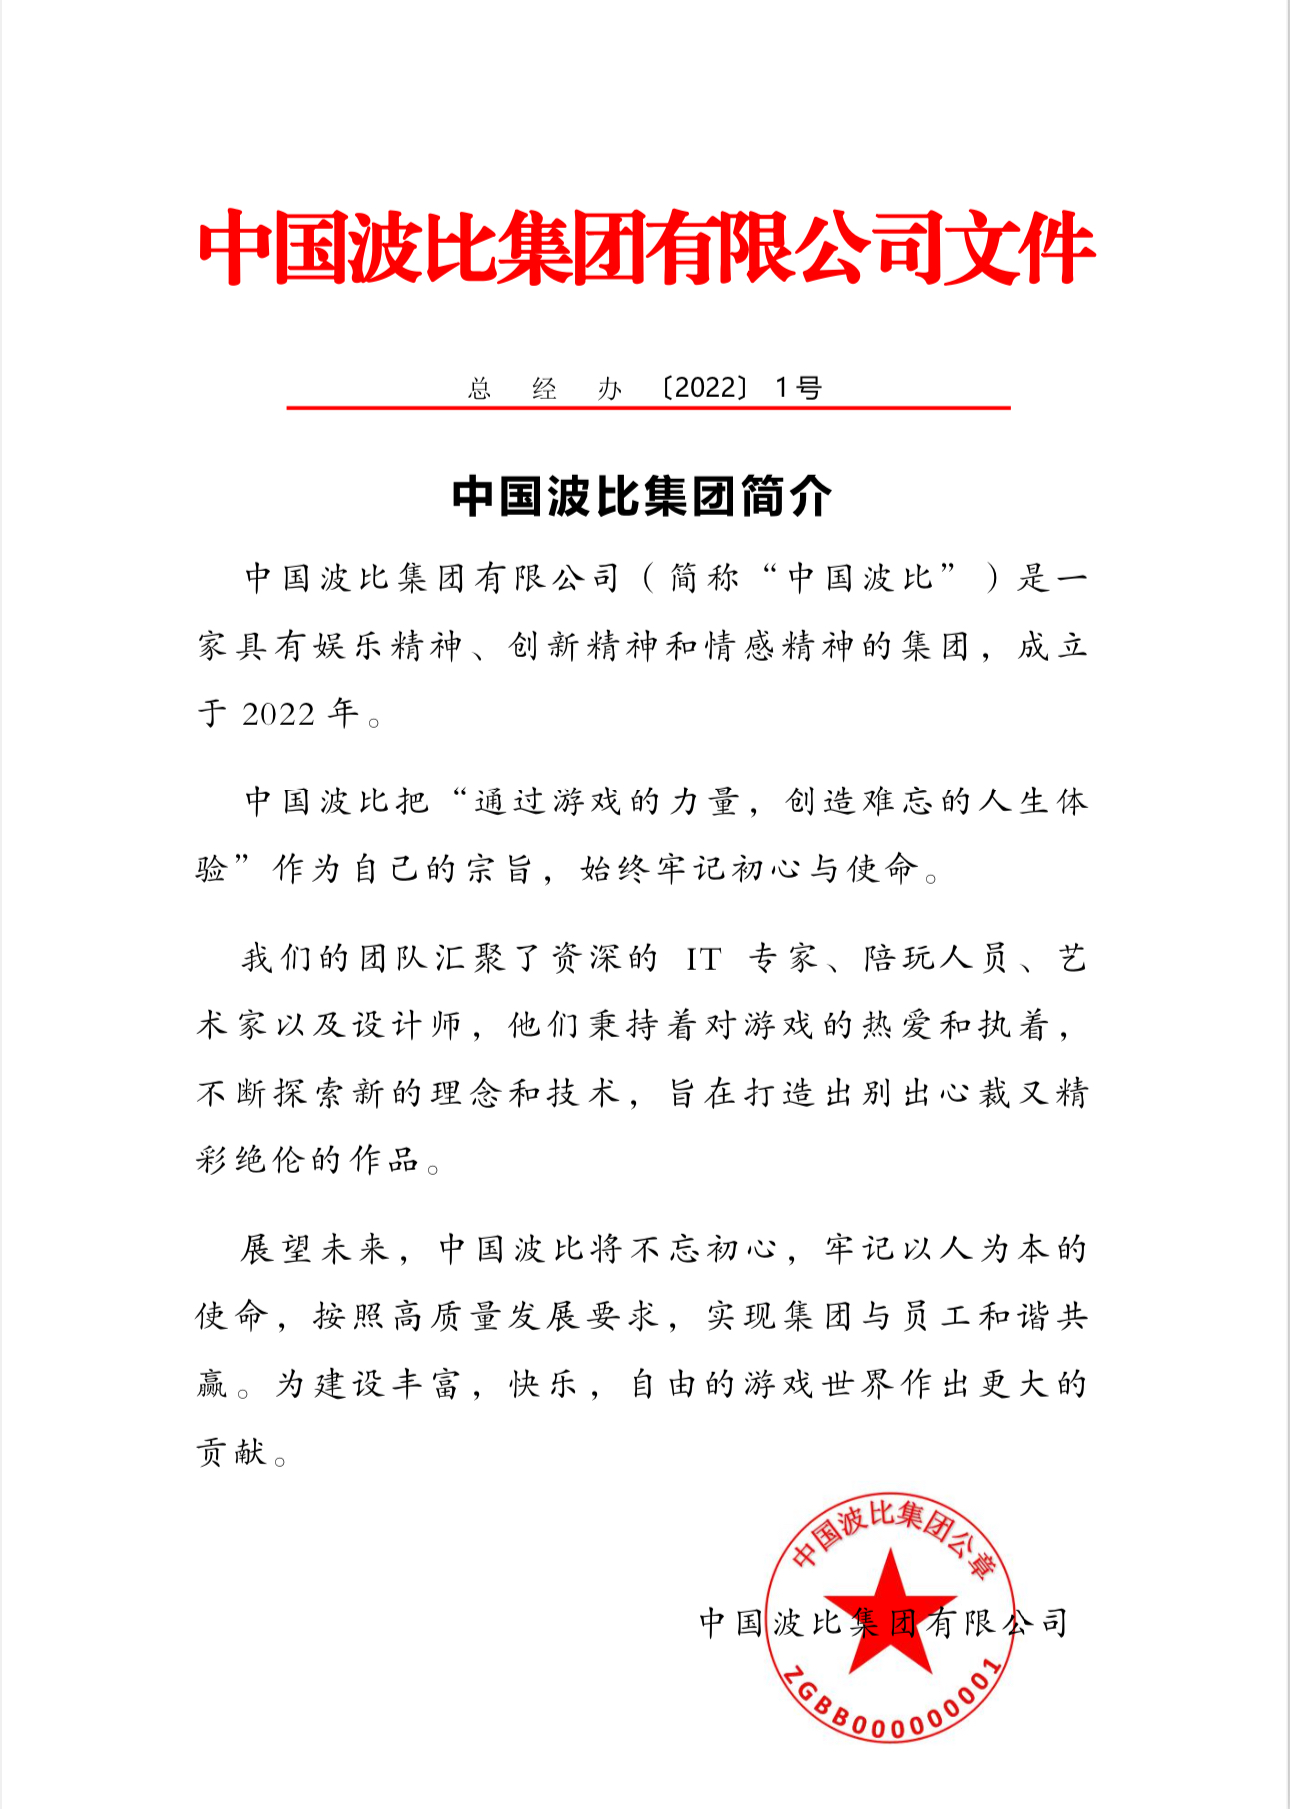 中国波比集团有限公司文件
总 经 办 〔2022〕 1号
中国波比集团简介
中国波比集团有限公司（简称“中国波比”）是一
家具有娱乐精神、创新精神和情感精神的集团，成立
于 2022 年。
中国波比把“通过游戏的力量，创造难忘的人生体
验”作为自己的宗旨，始终牢记初心与使命。
我们的团队汇聚了资深的 IT 专家、陪玩人员、艺
术家以及设计师，他们秉持着对游戏的热爱和执着，
不断探索新的理念和技术，旨在打造出别出心裁又精
彩绝伦的作品。
展望未来，中国波比将不忘初心，牢记以人为本的
使命，按照高质量发展要求，实现集团与员工和谐共
赢。为建设丰富，快乐，自由的游戏世界作出更大的
贡献。
中国波比集团公章
中国波比集团有限公司
ZGBB000000001